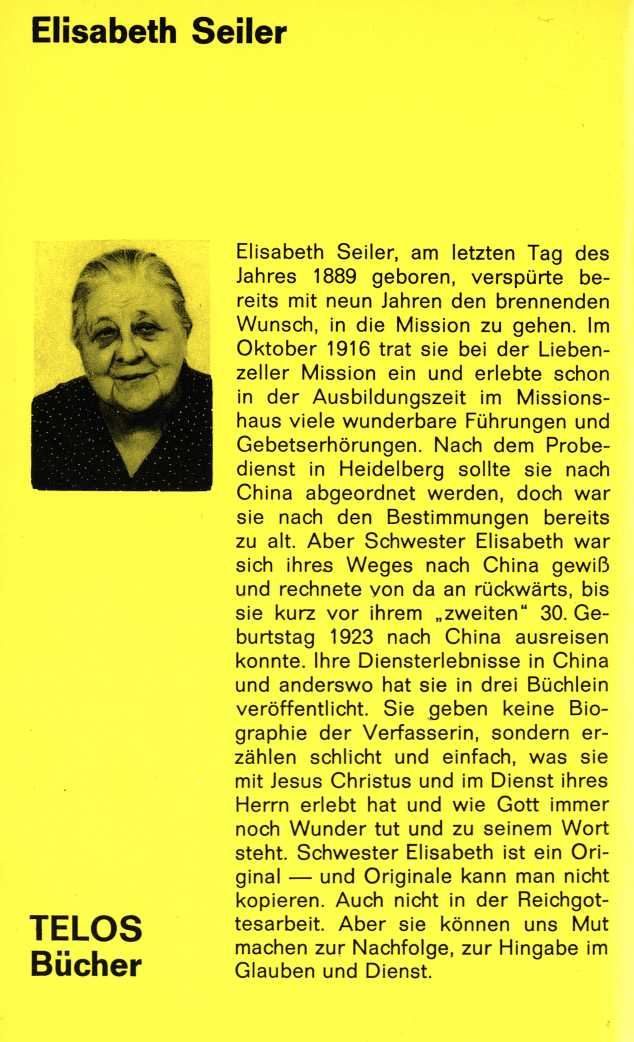 Elisabeth Seiler
Elisabeth Seiler, am letzten Tag des
Jahres 1889 geboren, verspürte be-
reits mit neun Jahren den brennenden
Wunsch, in die Mission zu gehen. Im
Oktober 1916 trat sie bei der Lieben-
zeller Mission ein und erlebte schon
in der Ausbildungszeit im Missions-
haus viele wunderbare Führungen und
Gebetserhörungen. Nach dem Probe-
dienst in Heidelberg sollte sie nach
China abgeordnet werden, doch war
sie nach den Bestimmungen bereits
zu alt. Aber Schwester Elisabeth war
sich ihres Weges nach China gewiß
und rechnete von da an rückwärts, bis
sie kurz vor ihrem „zweiten“ 30. Ge-
burtstag 1923 nach China ausreisen
konnte. Ihre Diensterlebnisse in China
und anderswo hat sie in drei Büchlein
veröffentlicht. Sie geben keine Bio-
graphie der Verfasserin, sondern er-
zählen schlicht und einfach, was sie
mit Jesus Christus und im Dienst ihres
Herrn erlebt hat und wie Gott immer
noch Wunder tut und zu seinem Wort
steht. Schwester Elisabeth ist ein Ori-
ginal — und Originale kann man nicht
kopieren. Auch nicht in der Reichgot-
tesarbeit. Aber sie können uns Mut
machen zur Nachfolge, zur Hingabe im
Glauben und Dienst.
TELOS
Bücher